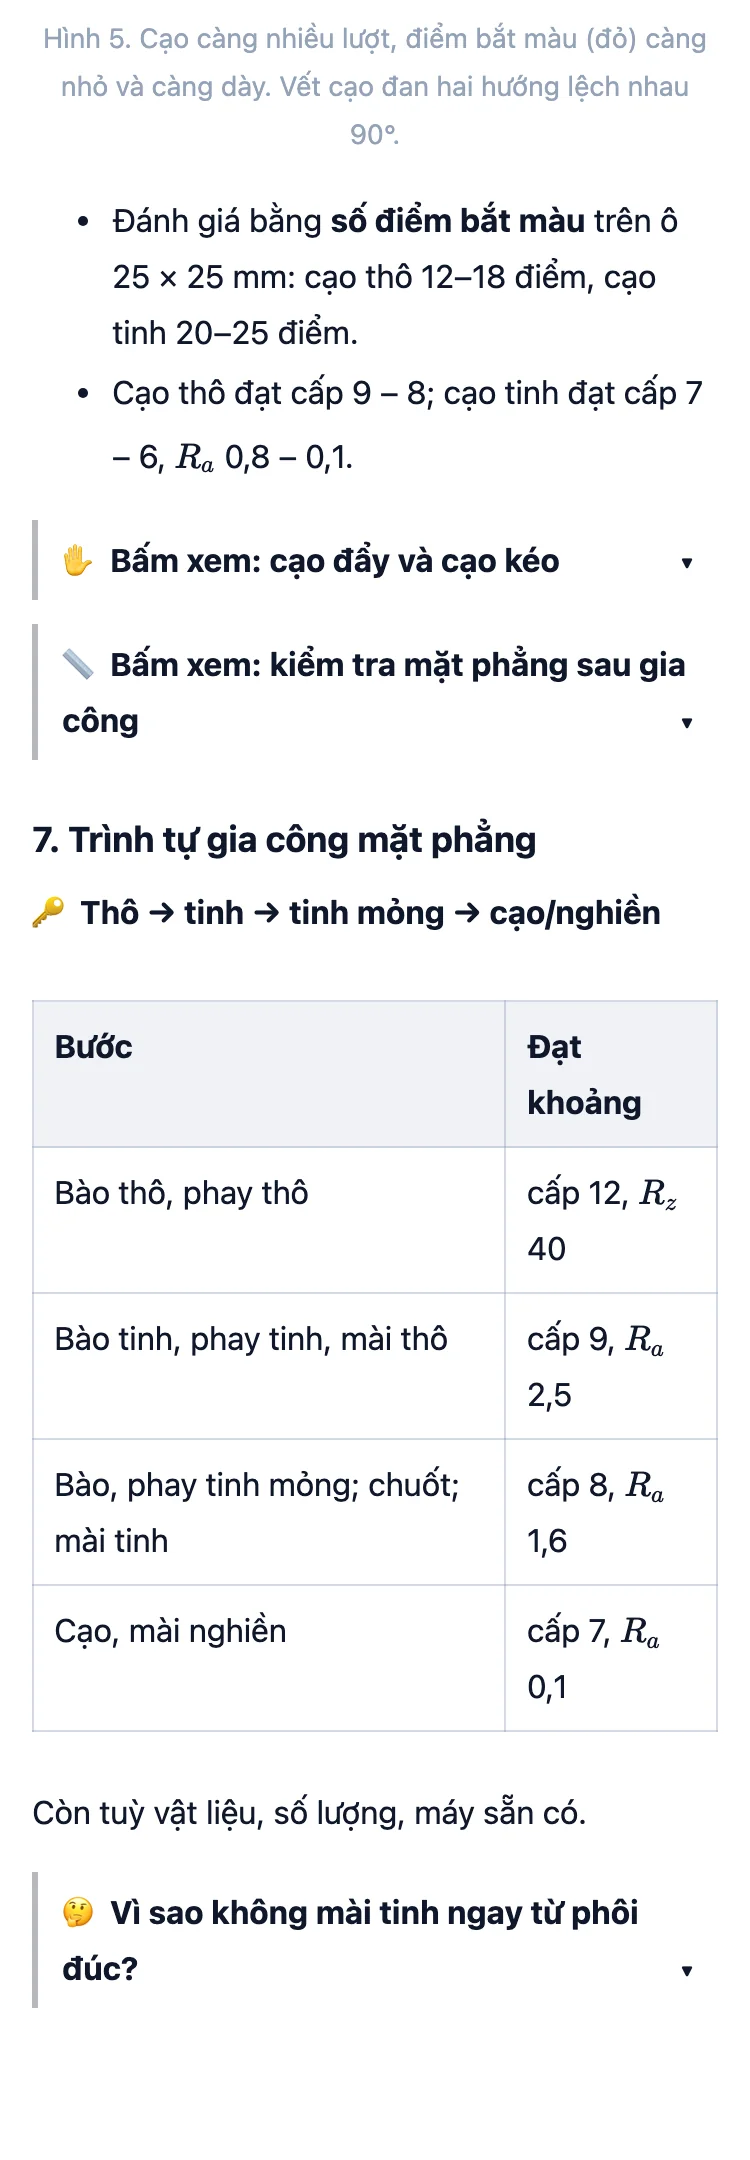 Hình 5. Cạo càng nhiều lượt, điểm bắt màu (đỏ) càng
nhỏ và càng dày. Vết cạo đan hai hướng lệch nhau
90°.
• Đánh giá bằng số điểm bắt màu trên ô
25 × 25 mm: cạo thô 12–18 điểm, cạo
tinh 20–25 điểm.
• Cạo thô đạt cấp 9 – 8; cạo tinh đạt cấp 7
– 6, Rₐ 0,8 – 0,1.
🖐 Bấm xem: cạo đẩy và cạo kéo ▼
📏 Bấm xem: kiểm tra mặt phẳng sau gia
công ▼
7. Trình tự gia công mặt phẳng
🔑 Thô → tinh → tinh mỏng → cạo/nghiền
Bước
Đạt
khoảng
Bào thô, phay thô
cấp 12, R_z
40
Bào tinh, phay tinh, mài thô
cấp 9, Rₐ
2,5
Bào, phay tinh mỏng; chuốt;
mài tinh
cấp 8, Rₐ
1,6
Cạo, mài nghiền
cấp 7, Rₐ
0,1
Còn tuỳ vật liệu, số lượng, máy sẵn có.
🤔 Vì sao không mài tinh ngay từ phôi
đúc? ▼